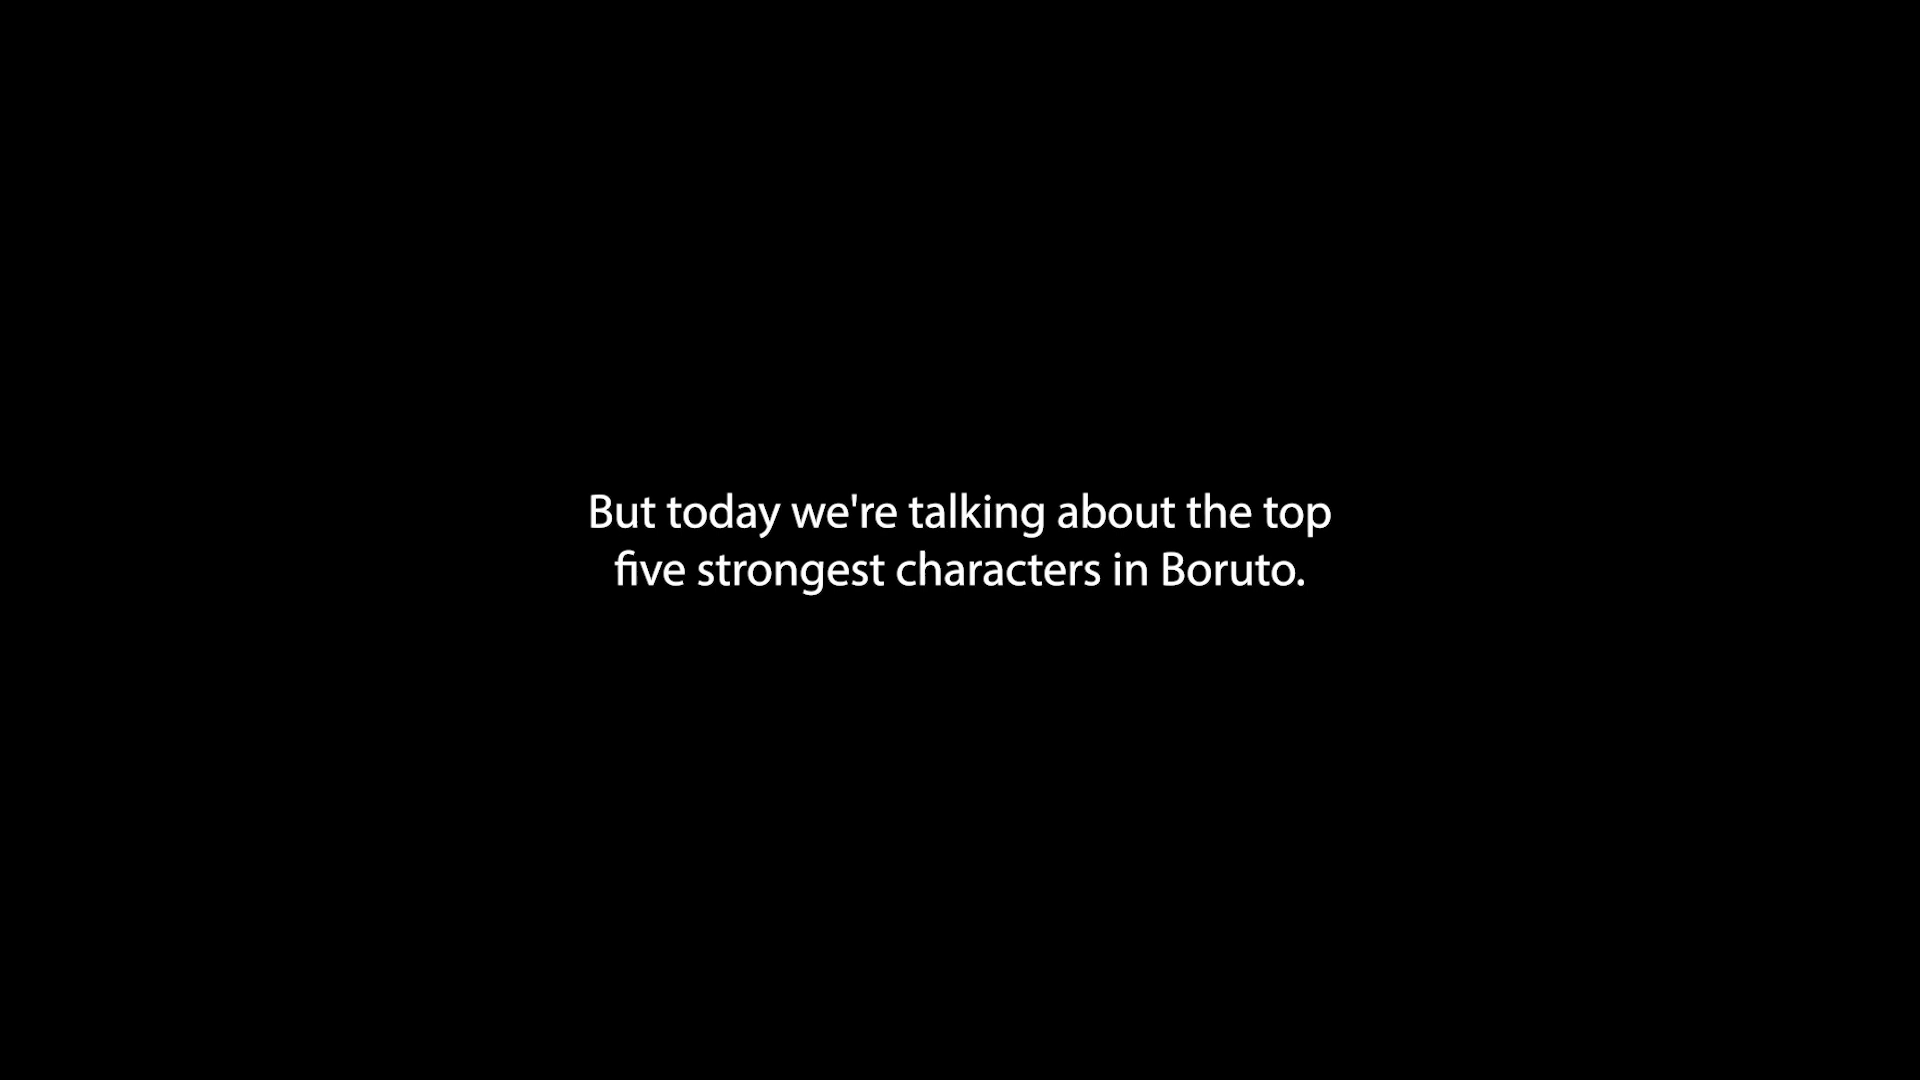 But today we're talking about the top
five strongest characters in Boruto.